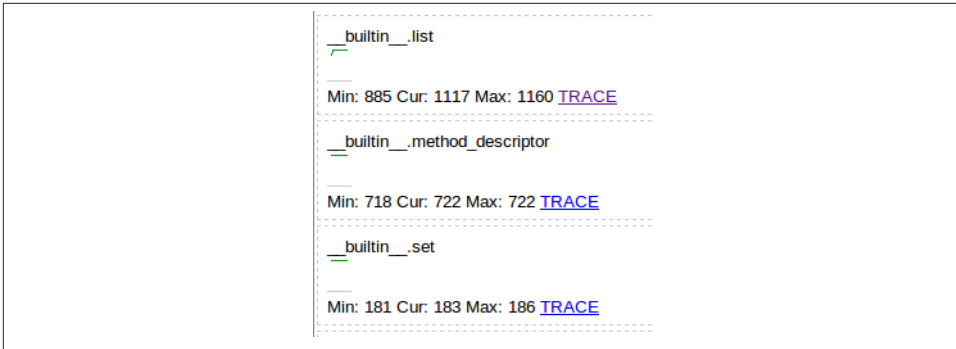 __builtin__.list
Min: 885 Cur: 1117 Max: 1160 TRACE
__builtin__.method_descriptor
Min: 718 Cur: 722 Max: 722 TRACE
__builtin__.set
Min: 181 Cur: 183 Max: 186 TRACE